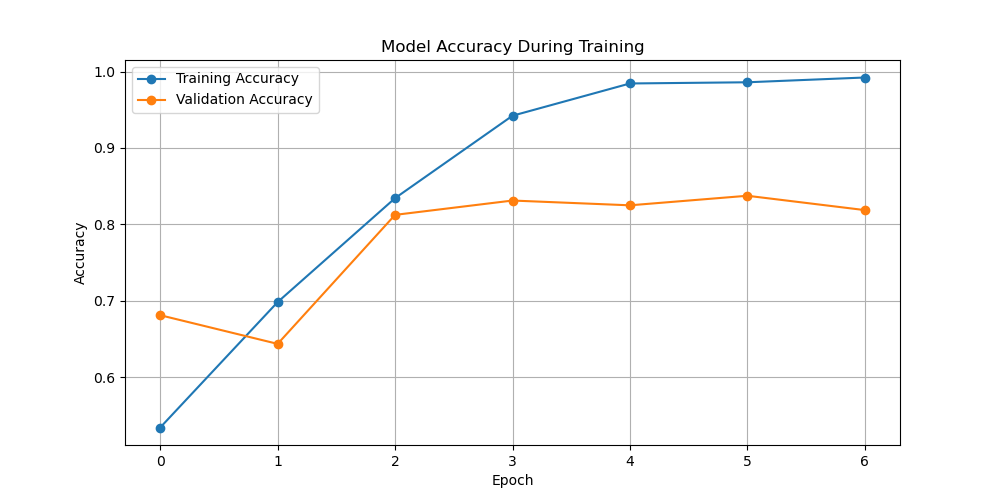 Model Accuracy During Training
Training Accuracy
Validation Accuracy
1.0
0.9
0.8
0.7
0.6
Accuracy
0 1 2 3 4 5 6
Epoch